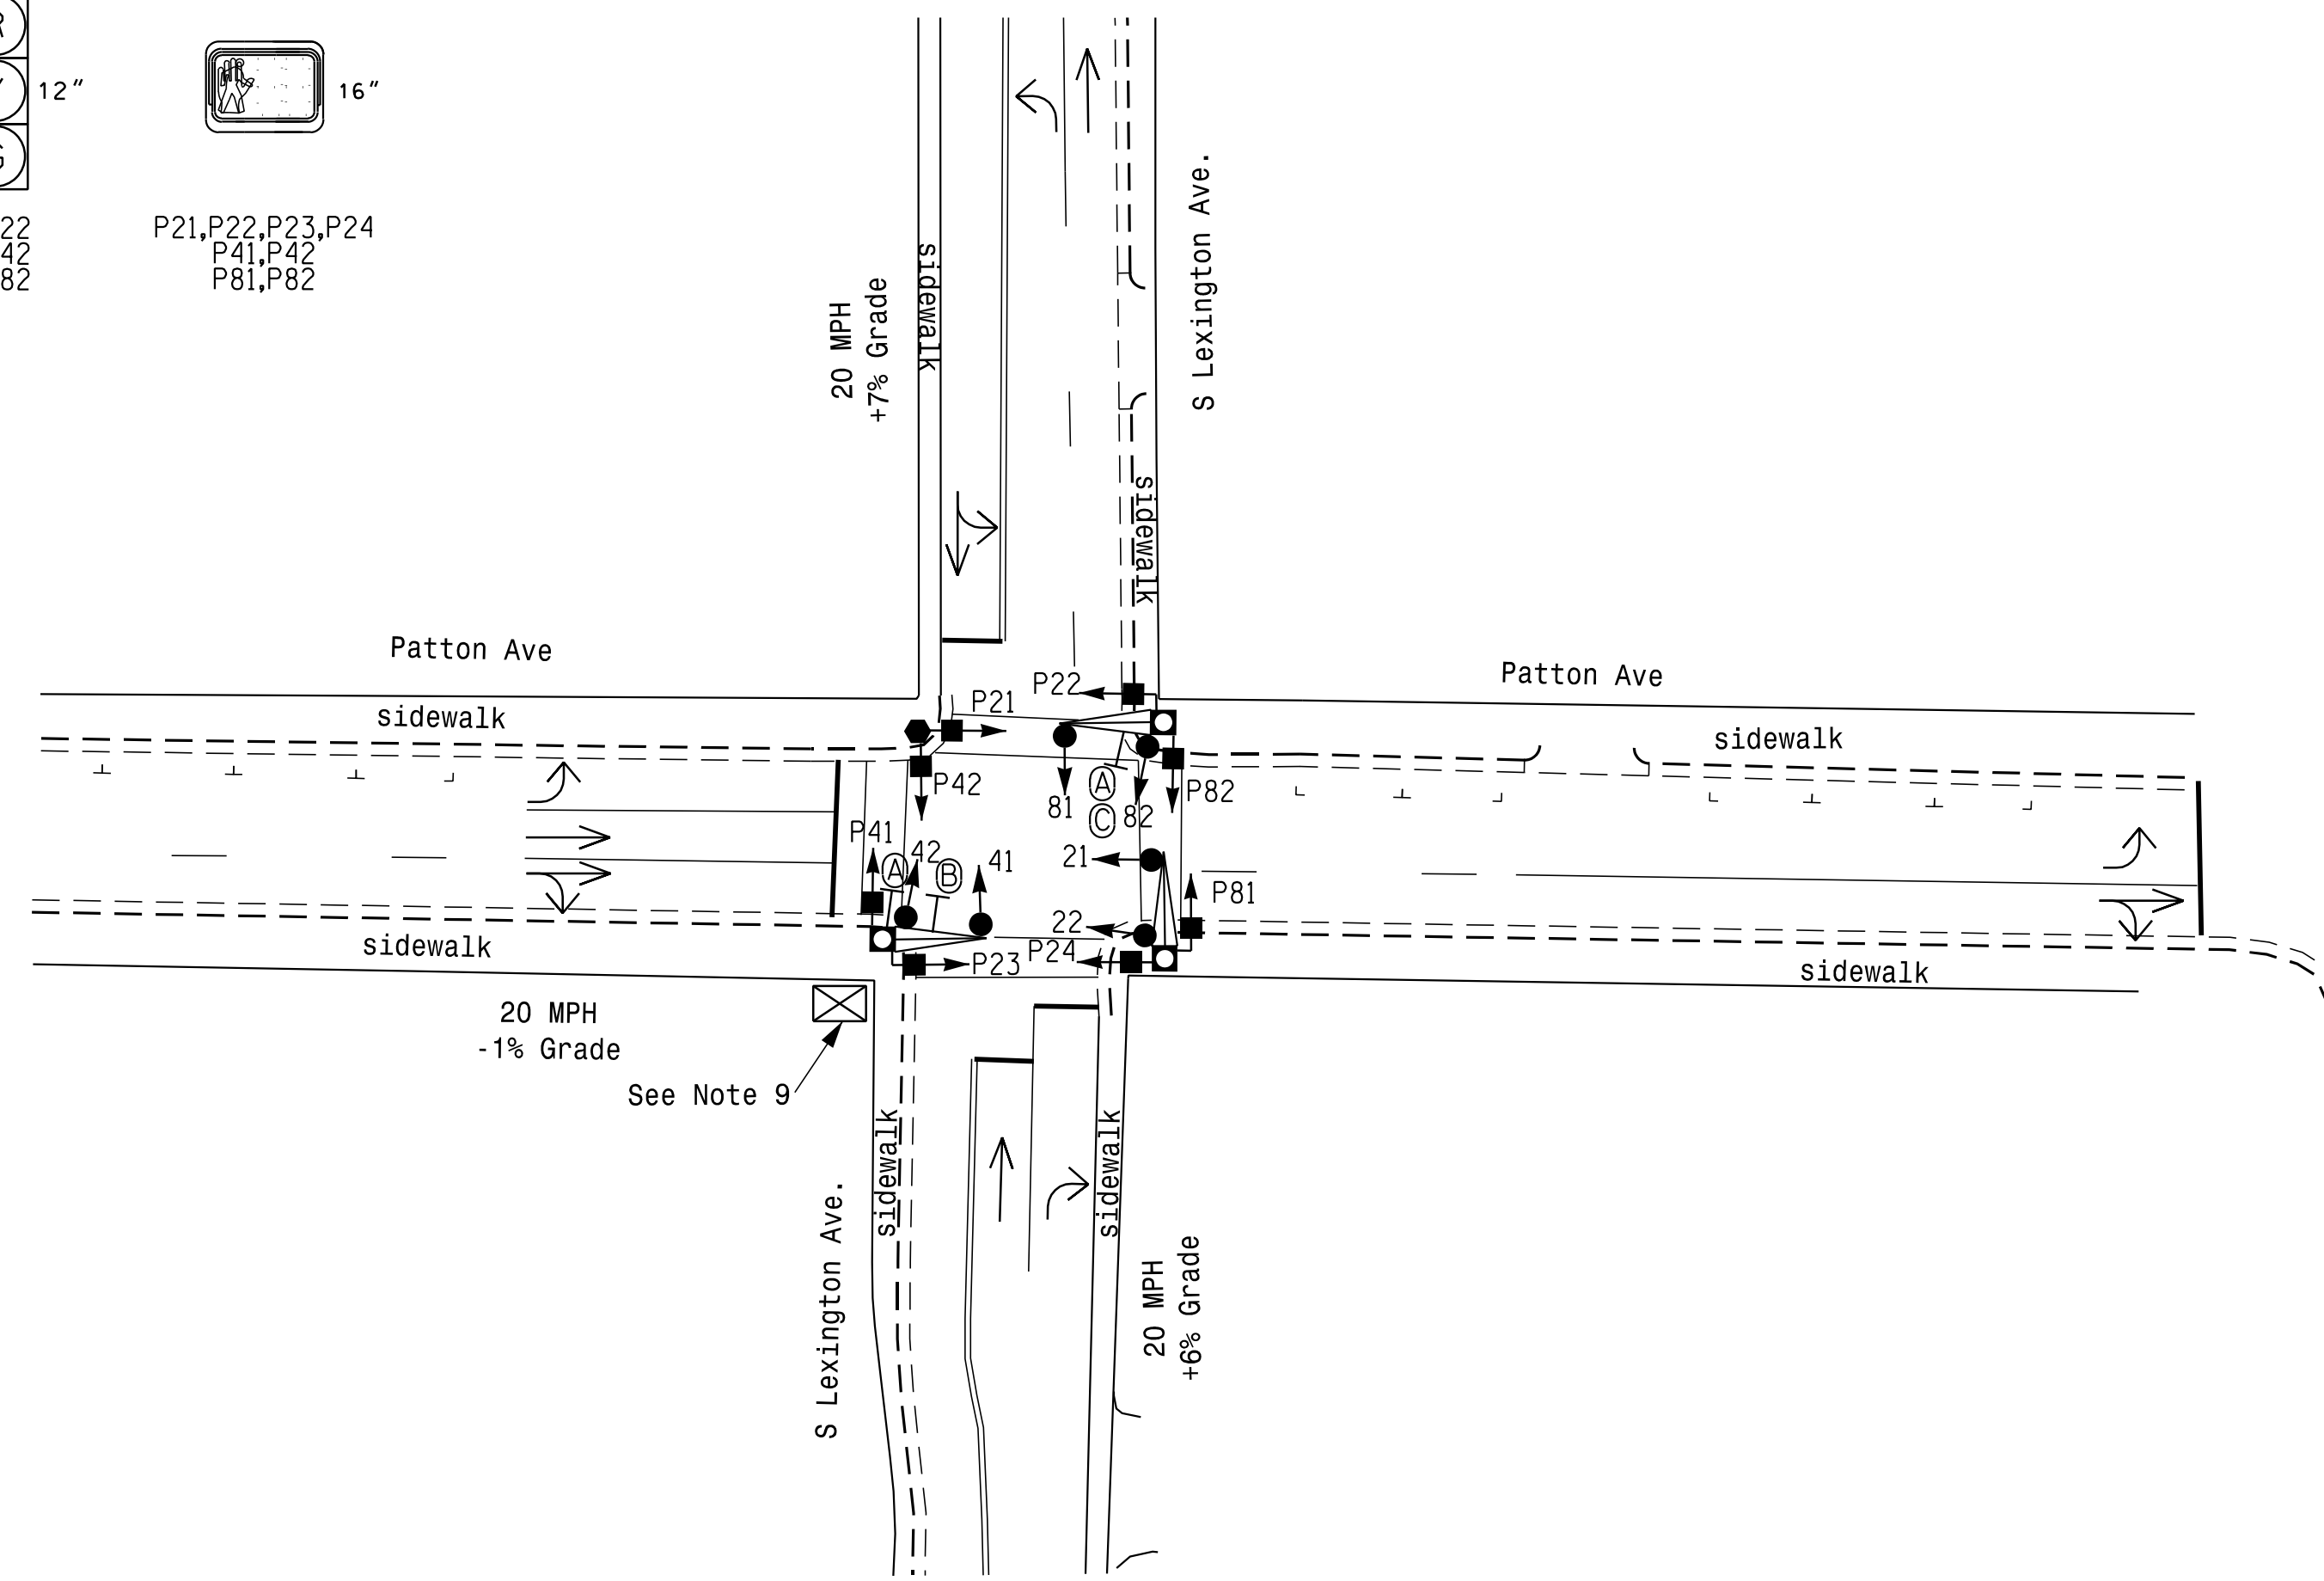 12"
16"
22
42
82
P21,P22,P23,P24
P41,P42
P81,P82
sidewalk
20 MPH
+7% Grade
S Lexington Ave.
sidewalk
Patton Ave
Patton Ave
sidewalk
sidewalk
P22
P21
P42
81
A
C
82
P82
P41
A
42
B
41
21
P81
22
P24
P23
sidewalk
sidewalk
20 MPH
-1% Grade
See Note 9
sidewalk
sidewalk
S Lexington Ave.
20 MPH
+6% Grade